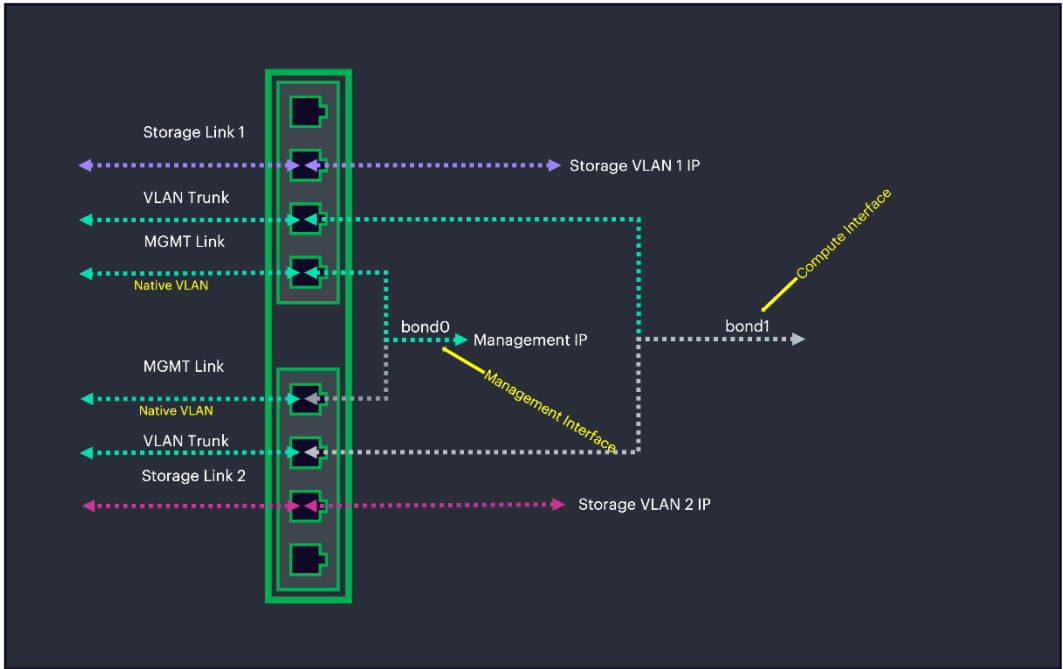 Storage Link 1
Storage VLAN 1 IP
VLAN Trunk
MGMT Link
Native VLAN
Compute Interface
bond0
Management IP
bond1
Management Interface
MGMT Link
Native VLAN
VLAN Trunk
Storage Link 2
Storage VLAN 2 IP